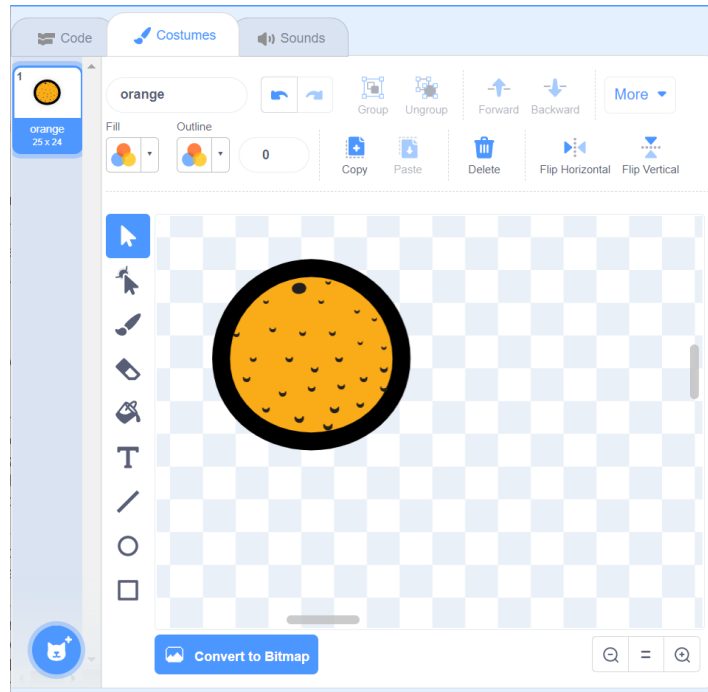 Code
Costumes
Sounds
1
orange
25 x 24
orange
Group
Ungroup
Forward
Backward
More
Fill
Outline
0
Copy
Paste
Delete
Flip Horizontal
Flip Vertical
T
Convert to Bitmap
=